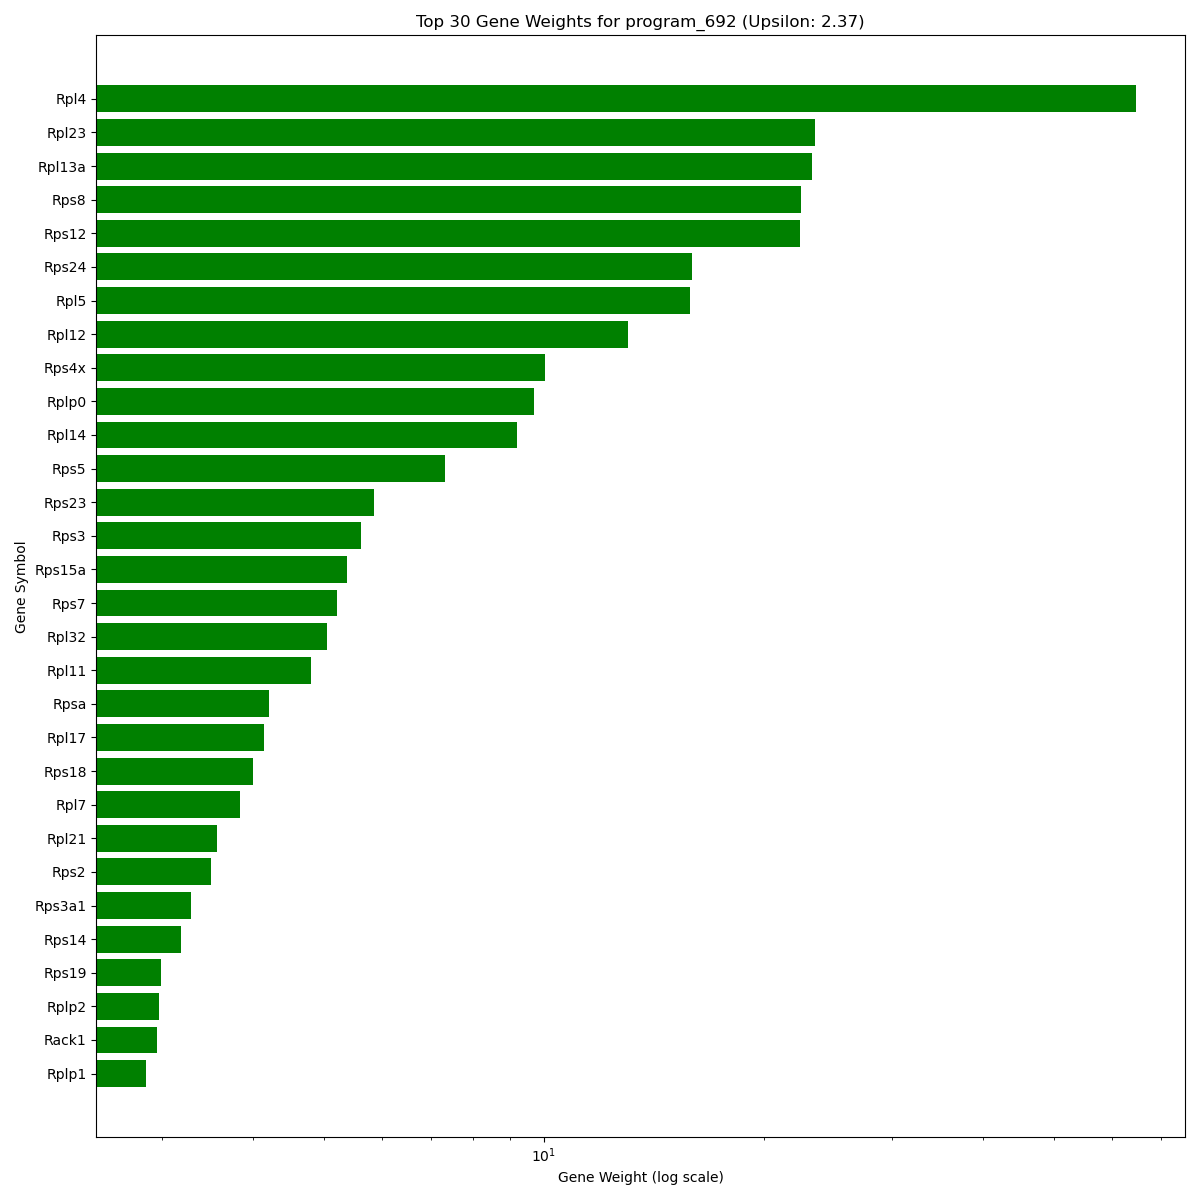 Top 30 Gene Weights for program_692 (Upsilon: 2.37)
Rpl4
Rpl23
Rpl13a
Rps8
Rps12
Rps24
Rpl5
Rpl12
Rps4x
Rplp0
Rpl14
Rps5
Rps23
Rps3
Rps15a
Rps7
Rpl32
Rpl11
Rpsa
Rpl17
Rps18
Rpl7
Rpl21
Rps2
Rps3a1
Rps14
Rps19
Rplp2
Rack1
Rplp1
Gene Symbol
10¹
Gene Weight (log scale)